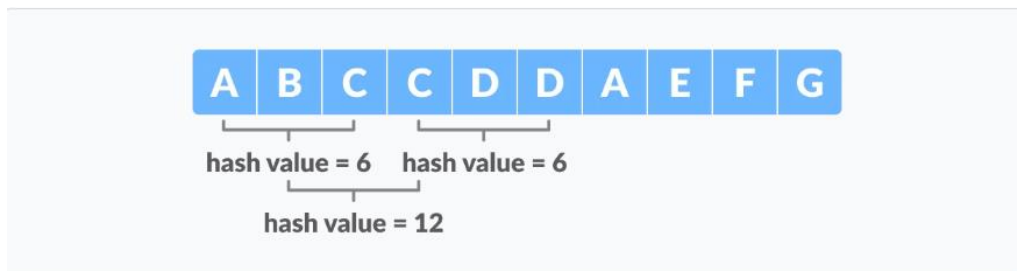 A B C C D D A E F G
hash value = 6 hash value = 6
hash value = 12